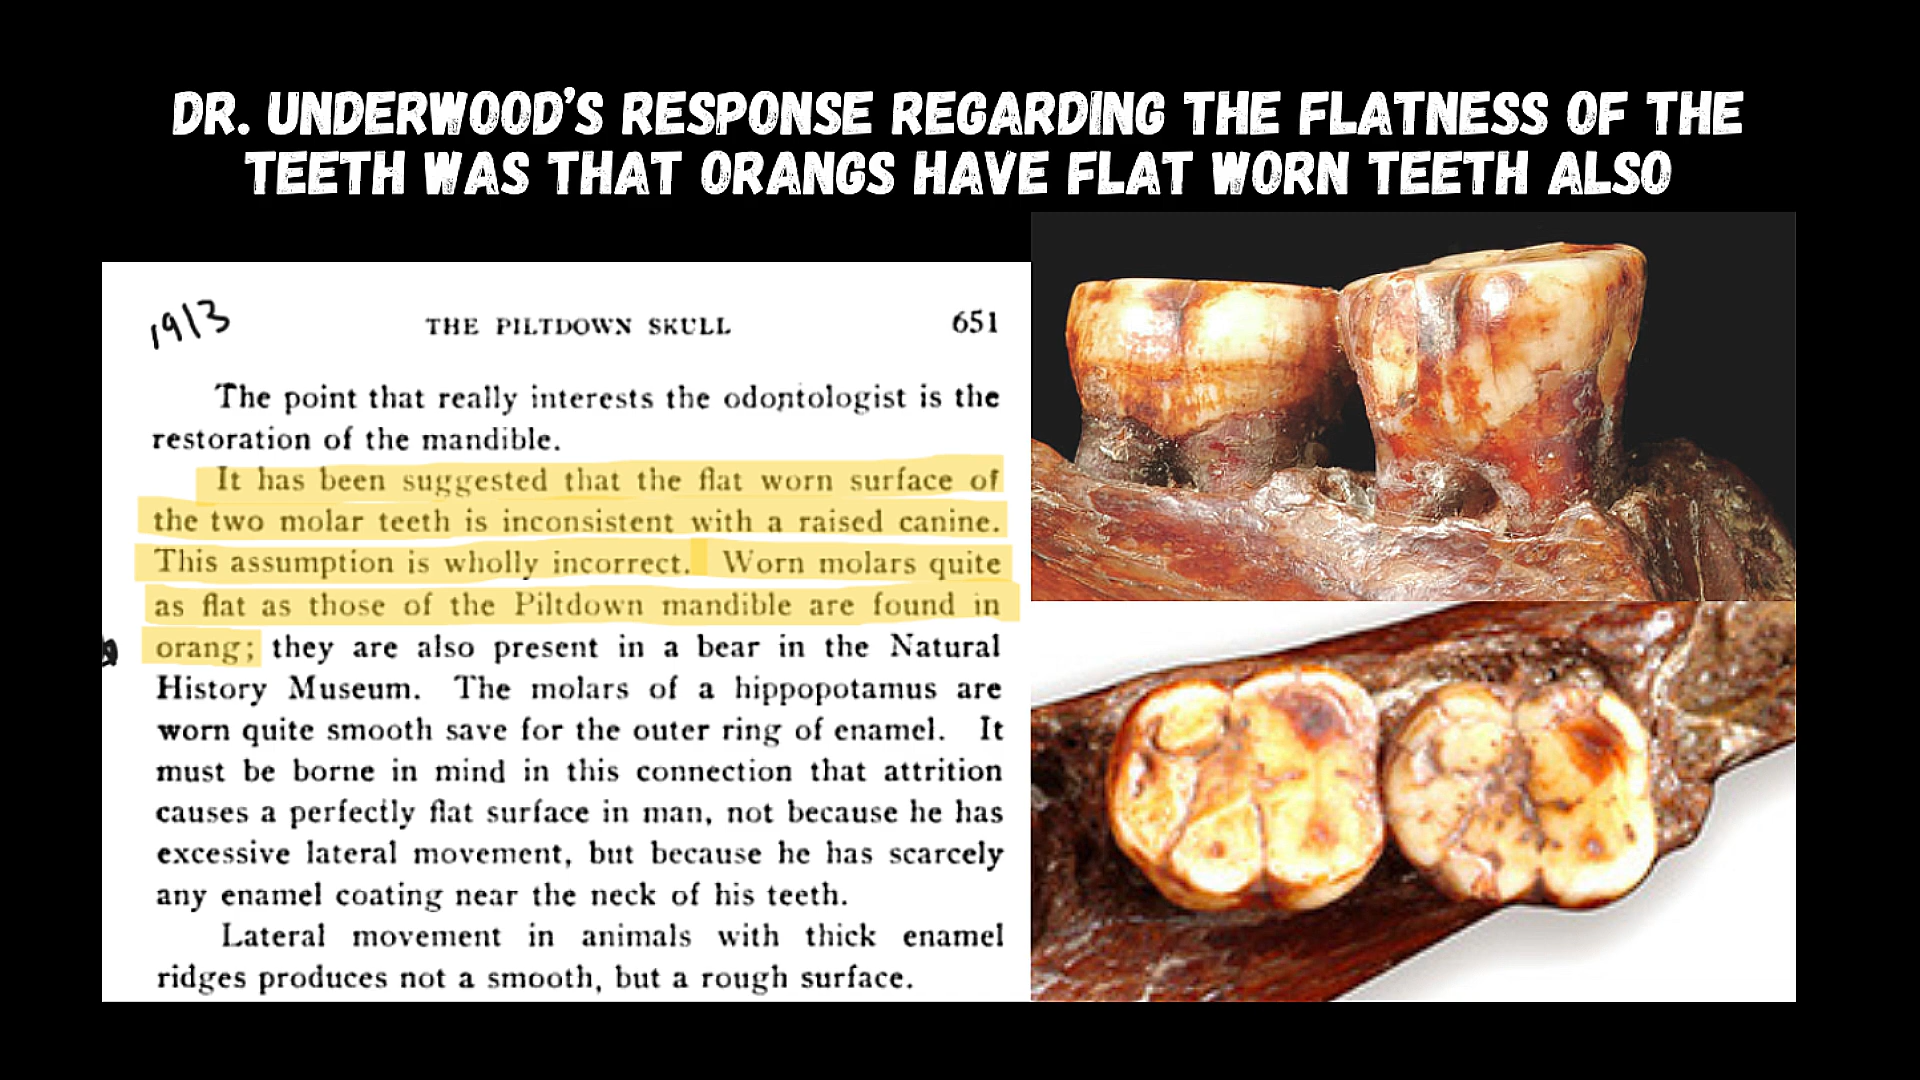 DR. UNDERWOOD'S RESPONSE REGARDING THE FLATNESS OF THE
TEETH WAS THAT ORANGS HAVE FLAT WORN TEETH ALSO
1913
THE PILTDOWN SKULL 651
The point that really interests the odontologist is the
restoration of the mandible.
It has been suggested that the flat worn surface of
the two molar teeth is inconsistent with a raised canine.
This assumption is wholly incorrect. Worn molars quite
as flat as those of the Piltdown mandible are found in
orang; they are also present in a bear in the Natural
History Museum. The molars of a hippopotamus are
worn quite smooth save for the outer ring of enamel. It
must be borne in mind in this connection that attrition
causes a perfectly flat surface in man, not because he has
excessive lateral movement, but because he has scarcely
any enamel coating near the neck of his teeth.
Lateral movement in animals with thick enamel
ridges produces not a smooth, but a rough surface.